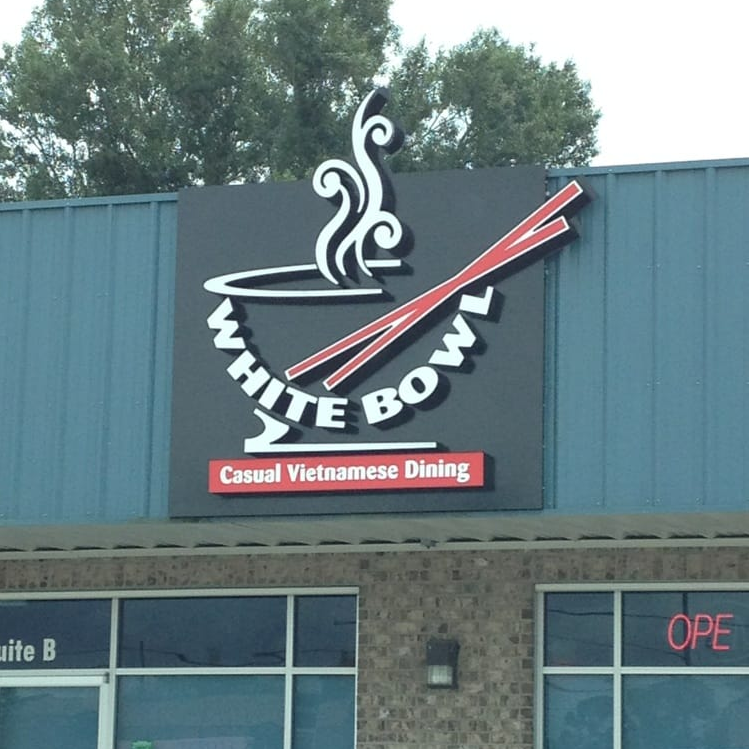 WHITE BOWL
Casual Vietnamese Dining
uite B
OPE